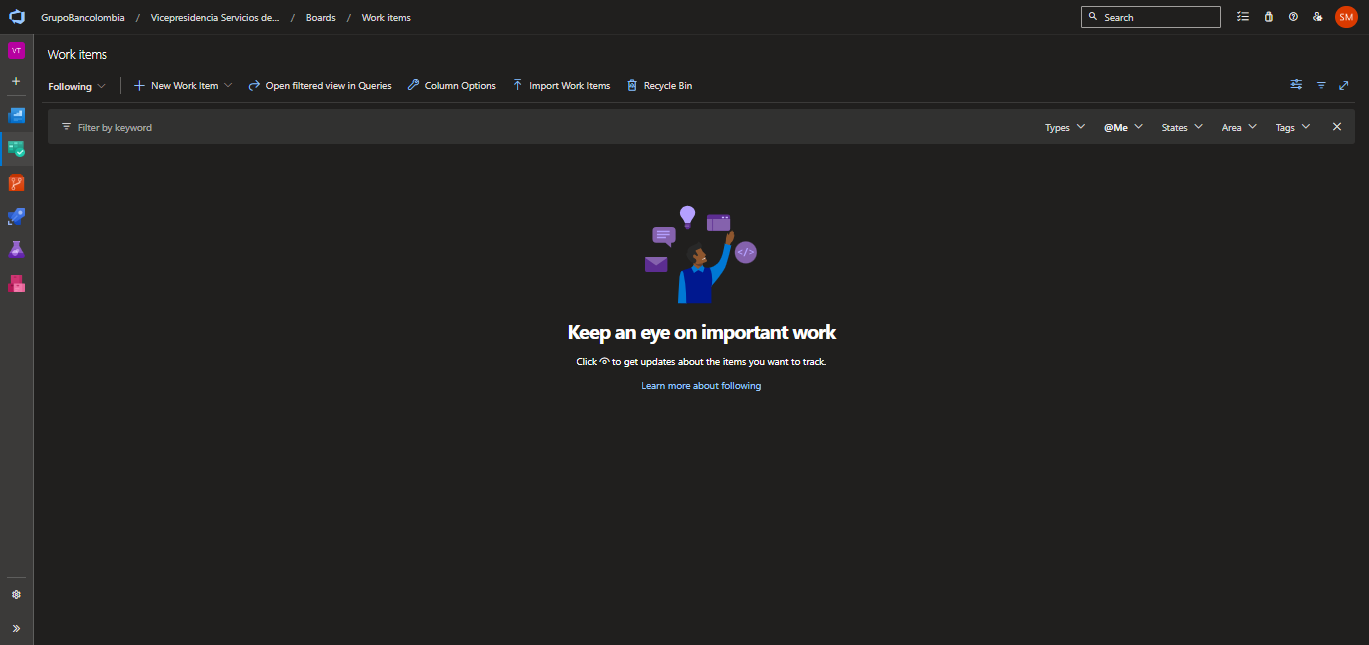 GrupoBancolombia / Vicepresidencia Servicios de... / Boards / Work items
Search
SM
VT
Work items
Following
New Work Item
Open filtered view in Queries
Column Options
Import Work Items
Recycle Bin
Filter by keyword
Types
@Me
States
Area
Tags
</>
Keep an eye on important work
Click to get updates about the items you want to track.
Learn more about following